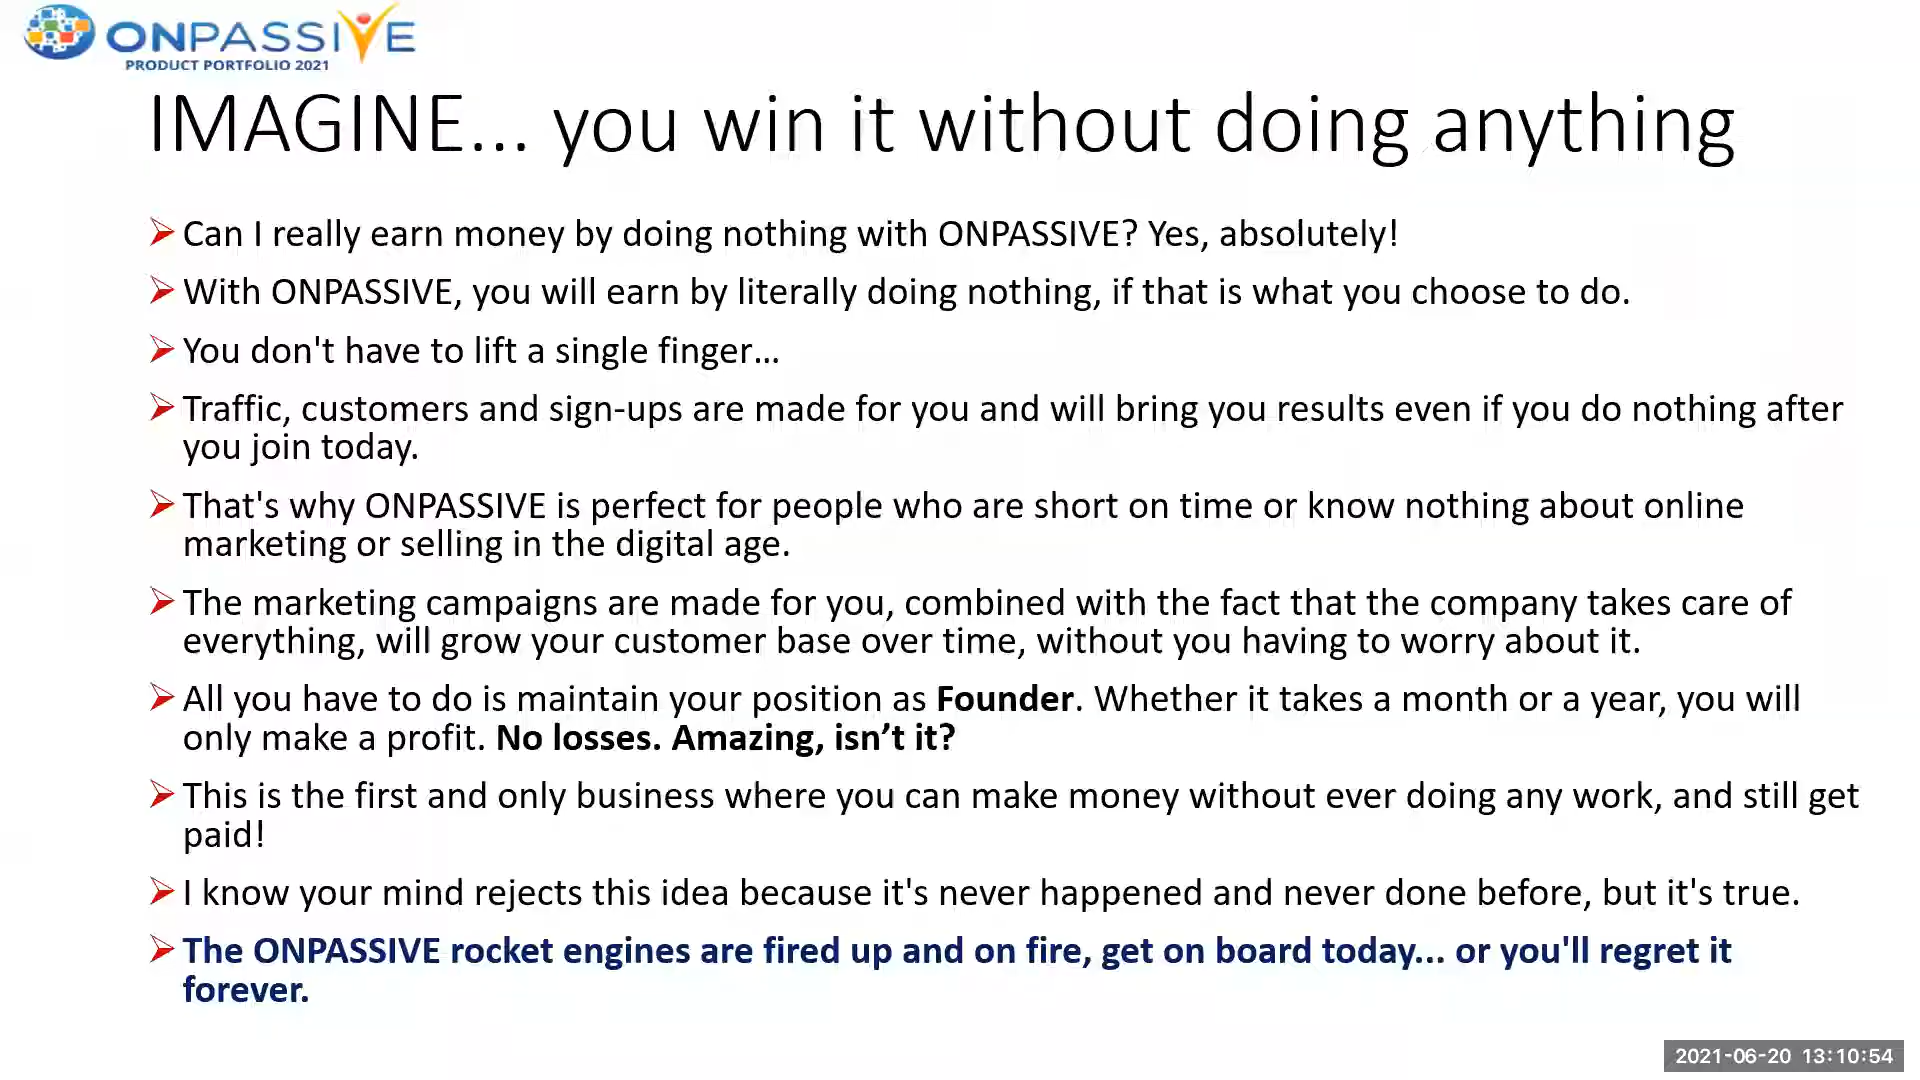 ONPASSIVE
PRODUCT PORTFOLIO 2021
IMAGINE... you win it without doing anything
Can I really earn money by doing nothing with ONPASSIVE? Yes, absolutely!
With ONPASSIVE, you will earn by literally doing nothing, if that is what you choose to do.
You don't have to lift a single finger...
Traffic, customers and sign-ups are made for you and will bring you results even if you do nothing after
you join today.
That's why ONPASSIVE is perfect for people who are short on time or know nothing about online
marketing or selling in the digital age.
The marketing campaigns are made for you, combined with the fact that the company takes care of
everything, will grow your customer base over time, without you having to worry about it.
All you have to do is maintain your position as Founder. Whether it takes a month or a year, you will
only make a profit. No losses. Amazing, isn’t it?
This is the first and only business where you can make money without ever doing any work, and still get
paid!
I know your mind rejects this idea because it's never happened and never done before, but it's true.
The ONPASSIVE rocket engines are fired up and on fire, get on board today... or you'll regret it
forever.
2021-06-20 13:10:54